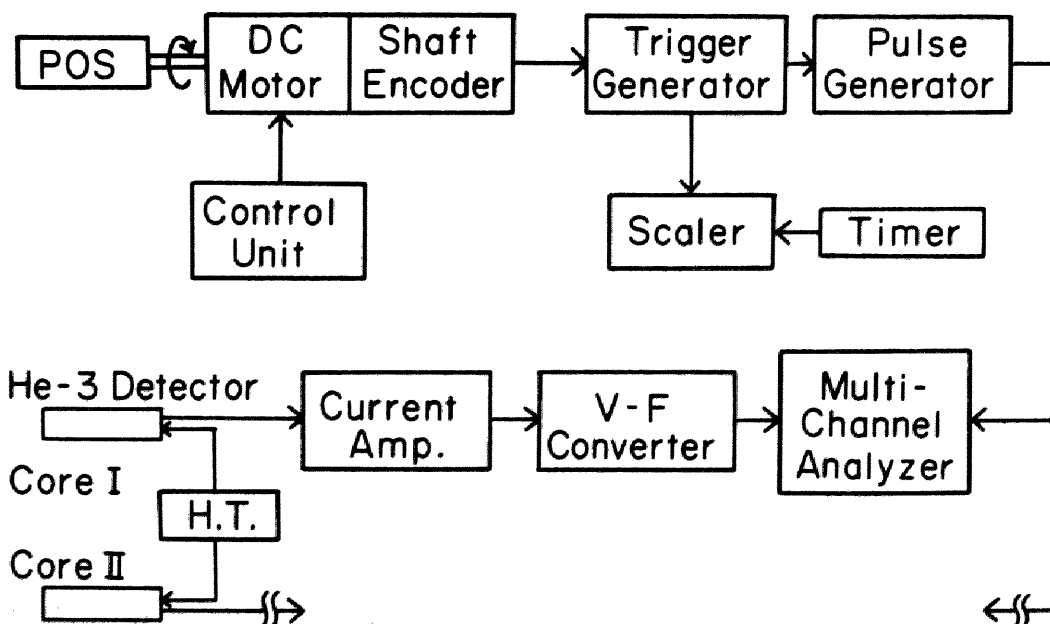 POS
DC
Motor
Shaft
Encoder
Trigger
Generator
Pulse
Generator
Control
Unit
Scaler
Timer
He-3 Detector
Current
Amp.
V-F
Converter
Multi-
Channel
Analyzer
Core I
H.T.
Core II